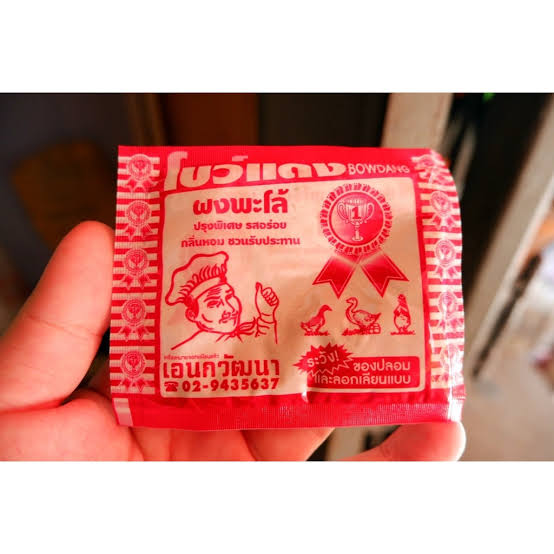 โบว์แดง BOWDANG
ผงพะโล้
ปรุงพิเศษ รสอร่อย
กลิ่นหอม ชวนรับประทาน
1
เอนกวัฒนา
☎ 02-9435637
ระวัง!
ของปลอม
และลอกเลียนแบบ